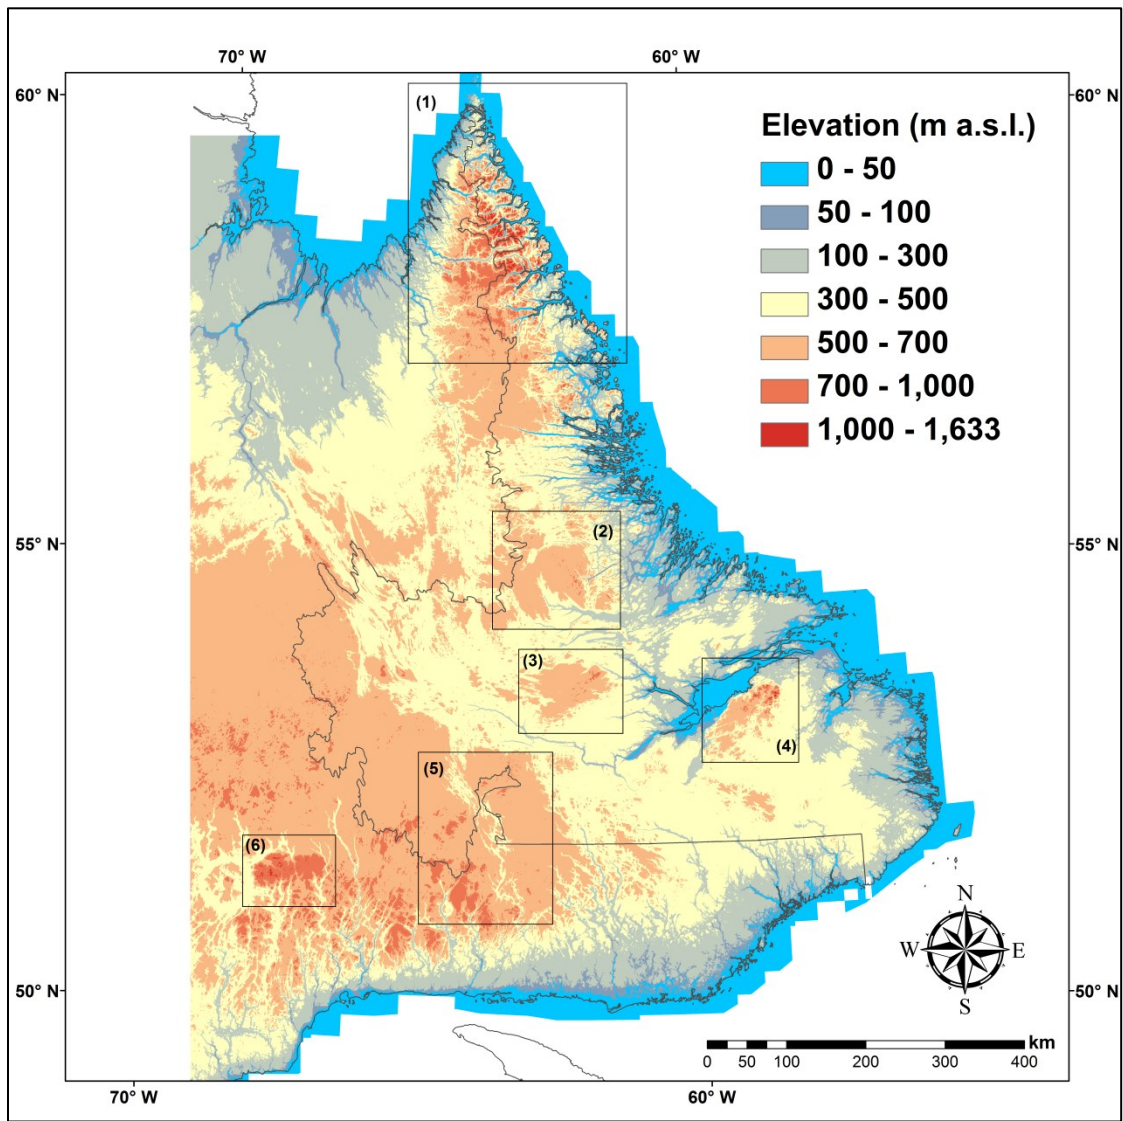 70° W 60° W
60° N 60° N
(1)
Elevation (m a.s.l.)
0 - 50
50 - 100
100 - 300
300 - 500
500 - 700
700 - 1,000
1,000 - 1,633
(2)
55° N 55° N
(3)
(4)
(5)
(6)
N
W E
S
50° N 50° N
km
0 50 100 200 300 400
70° W 60° W